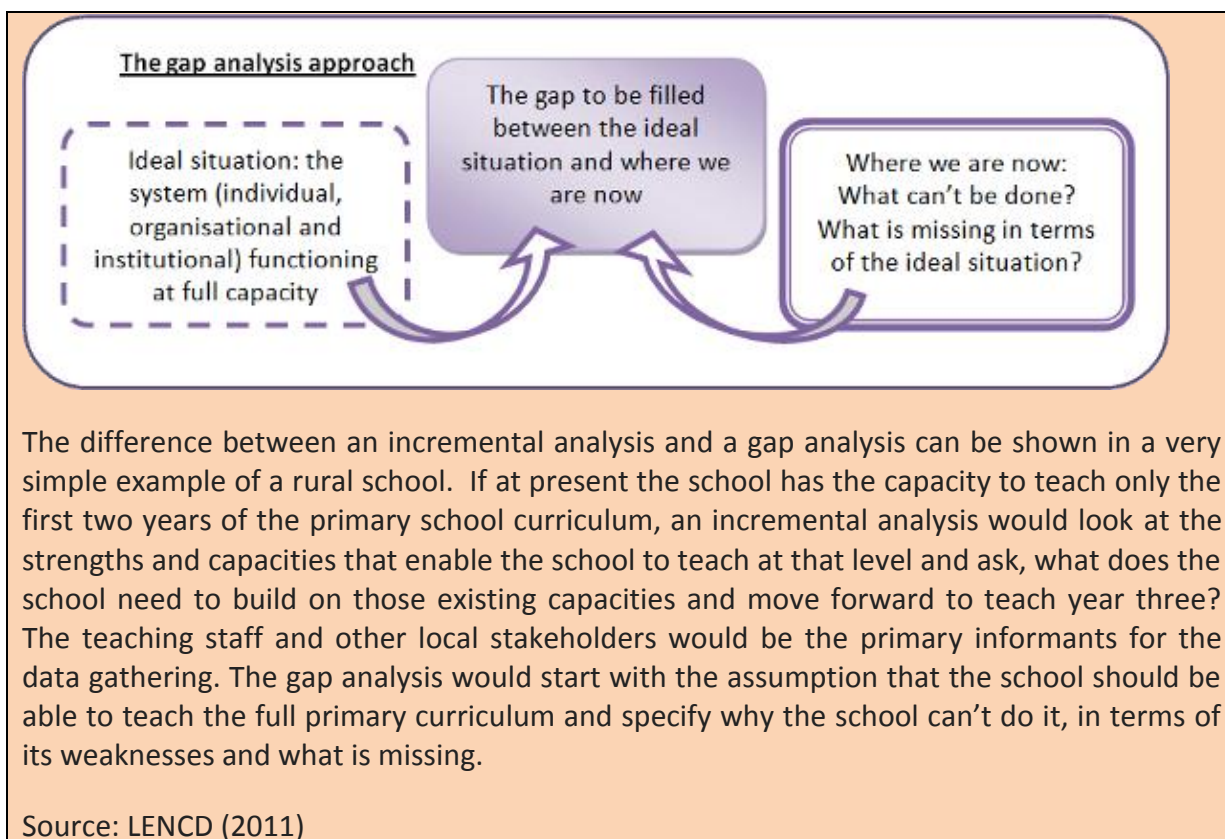 The gap analysis approach
Ideal situation: the
system (individual,
organisational and
institutional) functioning
at full capacity
The gap to be filled
between the ideal
situation and where we
are now
Where we are now:
What can't be done?
What is missing in terms
of the ideal situation?
The difference between an incremental analysis and a gap analysis can be shown in a very
simple example of a rural school.  If at present the school has the capacity to teach only the
first two years of the primary school curriculum, an incremental analysis would look at the
strengths and capacities that enable the school to teach at that level and ask, what does the
school need to build on those existing capacities and move forward to teach year three?
The teaching staff and other local stakeholders would be the primary informants for the
data gathering. The gap analysis would start with the assumption that the school should be
able to teach the full primary curriculum and specify why the school can't do it, in terms of
its weaknesses and what is missing.
Source: LENCD (2011)